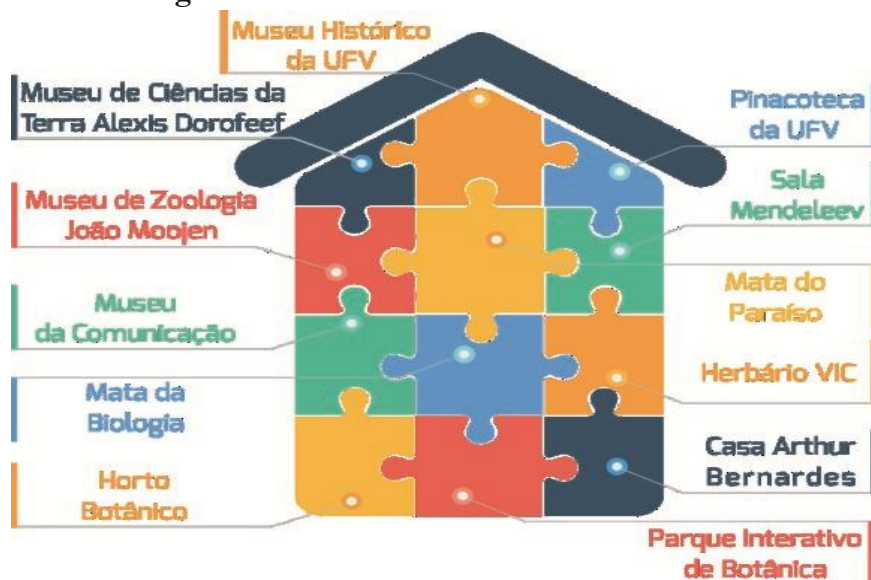 Museu Histórico
da UFV
Museu de Ciências da
Terra Alexis Dorofeef
Pinacoteca
da UFV
Museu de Zoologia
João Moojen
Sala
Mendeleev
Museu
da Comunicação
Mata do
Paraíso
Mata da
Biologia
Herbário VIC
Horto
Botânico
Casa Arthur
Bernardes
Parque Interativo
de Botânica